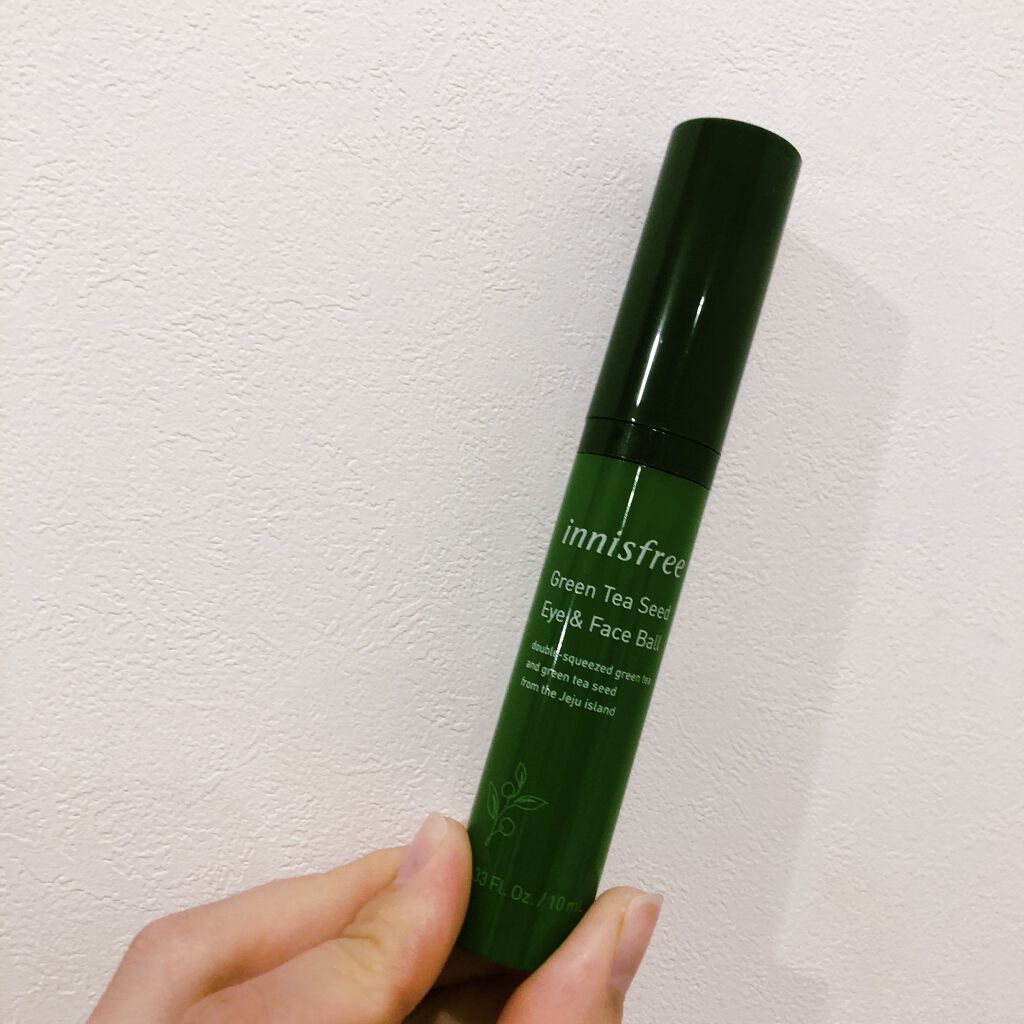 innisfree
Green Tea Seed
Eye & Face Ball
double-squeezed green tea
and green tea seed
from the Jeju island
33 Fl. Oz. / 10 mL